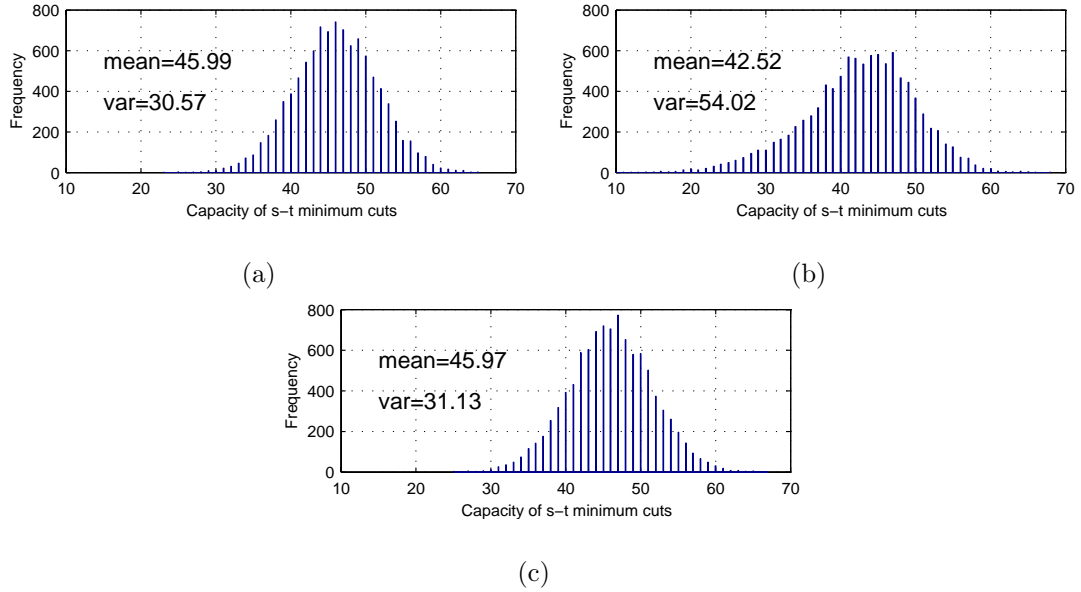 800
600
400
200
0
Frequency
mean=45.99
var=30.57
10 20 30 40 50 60 70
Capacity of s−t minimum cuts
(a)
800
600
400
200
0
Frequency
mean=42.52
var=54.02
10 20 30 40 50 60 70
Capacity of s−t minimum cuts
(b)
800
600
400
200
0
Frequency
mean=45.97
var=31.13
10 20 30 40 50 60 70
Capacity of s−t minimum cuts
(c)